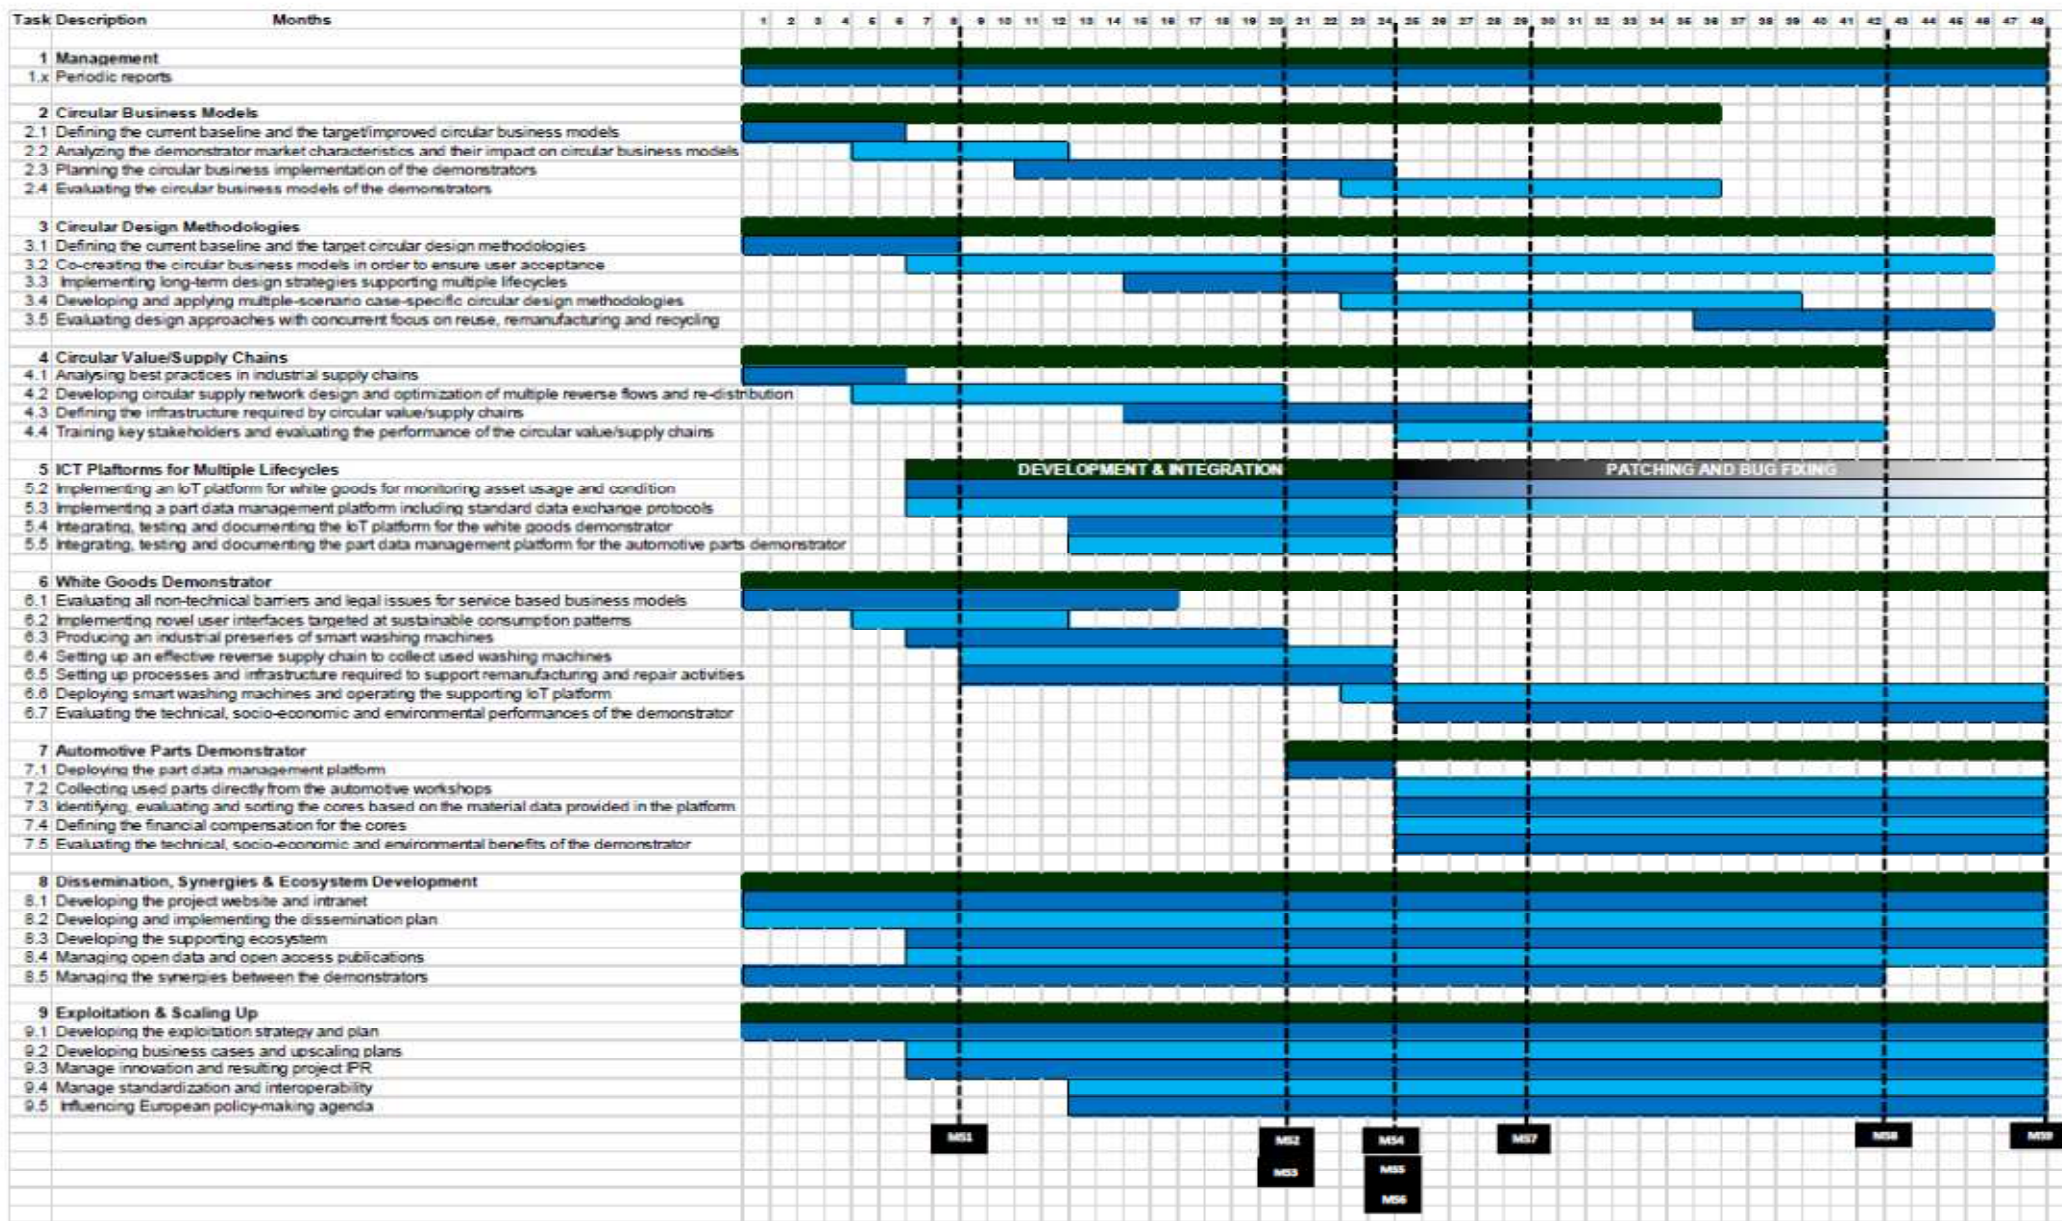 Task Description Months 1 2 3 4 5 6 7 8 9 10 11 12 13 14 15 16 17 18 19 20 21 22 23 24 25 26 27 28 29 30 31 32 33 34 35 36 37 38 39 40 41 42 43 44 45 46 47 48
1 Management
1.x Periodic reports
2 Circular Business Models
2.1 Defining the current baseline and the target/improved circular business models
2.2 Analyzing the demonstrator market characteristics and their impact on circular business models
2.3 Planning the circular business implementation of the demonstrators
2.4 Evaluating the circular business models of the demonstrators
3 Circular Design Methodologies
3.1 Defining the current baseline and the target circular design methodologies
3.2 Co-creating the circular business models in order to ensure user acceptance
3.3 Implementing long-term design strategies supporting multiple lifecycles
3.4 Developing and applying multiple-scenario case-specific circular design methodologies
3.5 Evaluating design approaches with concurrent focus on reuse, remanufacturing and recycling
4 Circular Value/Supply Chains
4.1 Analysing best practices in industrial supply chains
4.2 Developing circular supply network design and optimization of multiple reverse flows and re-distribution
4.3 Defining the infrastructure required by circular value/supply chains
4.4 Training key stakeholders and evaluating the performance of the circular value/supply chains
5 ICT Plaftorms for Multiple Lifecycles DEVELOPMENT & INTEGRATION PATCHING AND BUG FIXING
5.2 Implementing an IoT platform for white goods for monitoring asset usage and condition
5.3 Implementing a part data management platform including standard data exchange protocols
5.4 Integrating, testing and documenting the IoT platform for the white goods demonstrator
5.5 Integrating, testing and documenting the part data management platform for the automotive parts demonstrator
6 White Goods Demonstrator
6.1 Evaluating all non-technical barriers and legal issues for service based business models
6.2 Implementing novel user interfaces targeted at sustainable consumption patterns
6.3 Producing an industrial preseries of smart washing machines
6.4 Setting up an effective reverse supply chain to collect used washing machines
6.5 Setting up processes and infrastructure required to support remanufacturing and repair activities
6.6 Deploying smart washing machines and operating the supporting IoT platform
6.7 Evaluating the technical, socio-economic and environmental performances of the demonstrator
7 Automotive Parts Demonstrator
7.1 Deploying the part data management platform
7.2 Collecting used parts directly from the automotive workshops
7.3 Identifying, evaluating and sorting the cores based on the material data provided in the platform
7.4 Defining the financial compensation for the cores
7.5 Evaluating the technical, socio-economic and environmental benefits of the demonstrator
8 Dissemination, Synergies & Ecosystem Development
8.1 Developing the project website and intranet
8.2 Developing and implementing the dissemination plan
8.3 Developing the supporting ecosystem
8.4 Managing open data and open access publications
8.5 Managing the synergies between the demonstrators
9 Exploitation & Scaling Up
9.1 Developing the exploitation strategy and plan
9.2 Developing business cases and upscaling plans
9.3 Manage innovation and resulting project IPR
9.4 Manage standardization and interoperability
9.5 Influencing European policy-making agenda
MS1 MS2 MS4 MS7 MS8 MS9
MS3 MS5
MS6